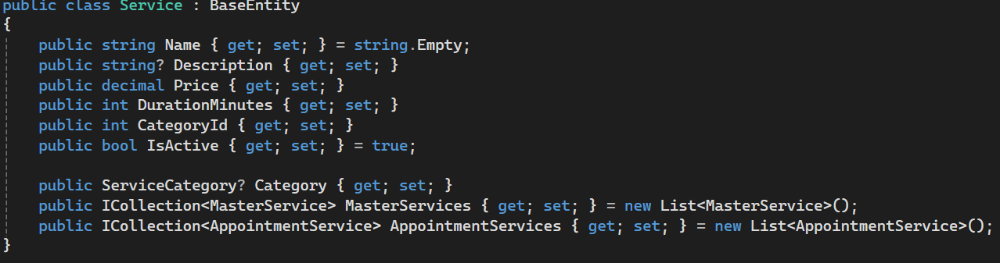 public class Service : BaseEntity
{
public string Name { get; set; } = string.Empty;
public string? Description { get; set; }
public decimal Price { get; set; }
public int DurationMinutes { get; set; }
public int CategoryId { get; set; }
public bool IsActive { get; set; } = true;
public ServiceCategory? Category { get; set; }
public ICollection<MasterService> MasterServices { get; set; } = new List<MasterService>();
public ICollection<AppointmentService> AppointmentServices { get; set; } = new List<AppointmentService>();
}